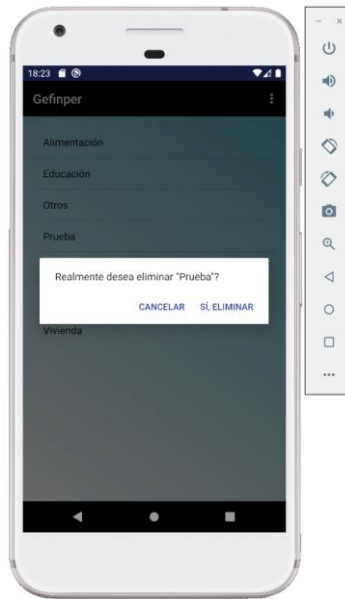 18:23
Gefinper
Alimentación
Educación
Otros
Prueba
Realmente desea eliminar "Prueba"?
CANCELAR SÍ, ELIMINAR
Vivienda